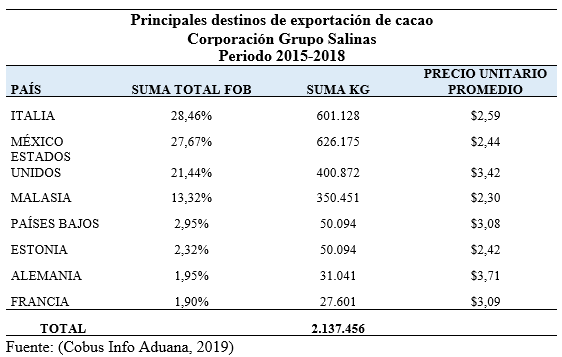 Principales destinos de exportación de cacao
Corporación Grupo Salinas
Periodo 2015-2018
PAÍS SUMA TOTAL FOB SUMA KG PRECIO UNITARIO PROMEDIO
ITALIA 28,46% 601.128 $2,59
MÉXICO 27,67% 626.175 $2,44
ESTADOS UNIDOS 21,44% 400.872 $3,42
MALASIA 13,32% 350.451 $2,30
PAÍSES BAJOS 2,95% 50.094 $3,08
ESTONIA 2,32% 50.094 $2,42
ALEMANIA 1,95% 31.041 $3,71
FRANCIA 1,90% 27.601 $3,09
TOTAL 2.137.456
Fuente: (Cobus Info Aduana, 2019)